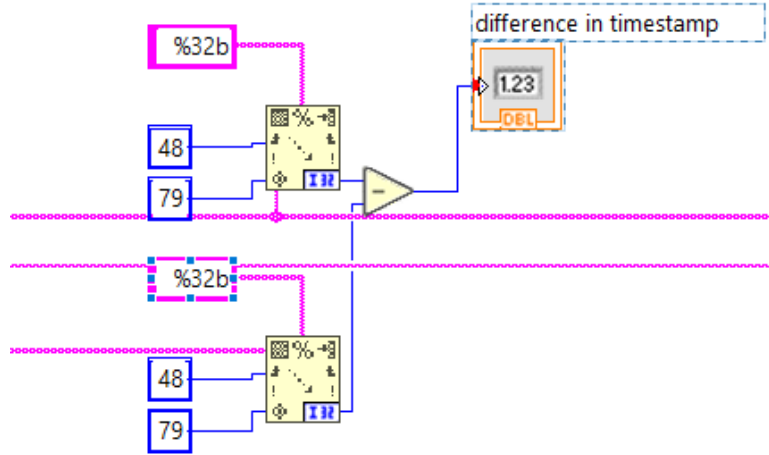 difference in timestamp
%32b
1.23
DBL
%
48
I32
79
%32b
%
48
I32
79